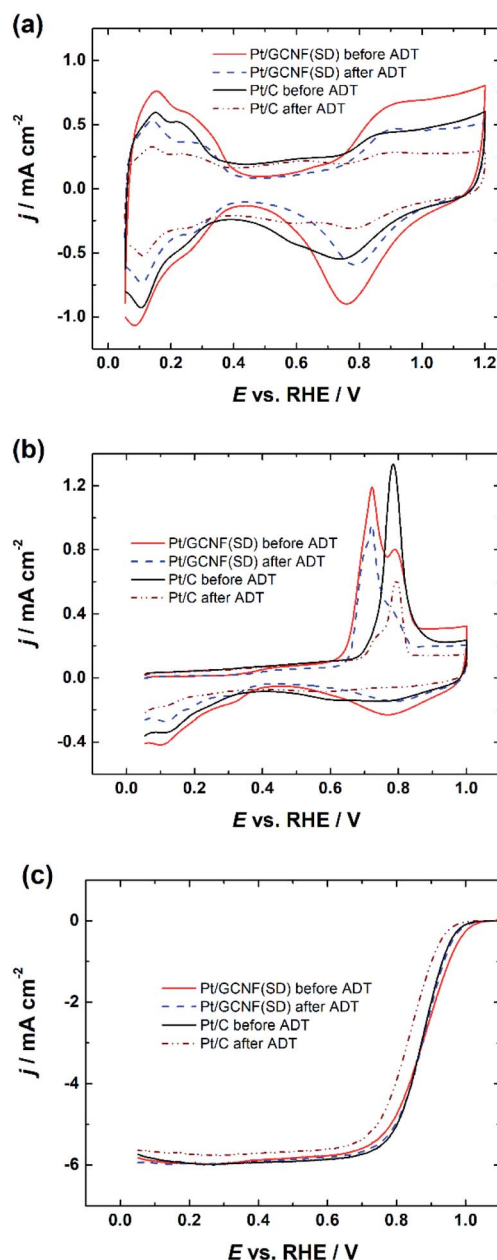 (a)
Pt/GCNF(SD) before ADT
Pt/GCNF(SD) after ADT
Pt/C before ADT
Pt/C after ADT
1.0
0.5
0.0
-0.5
-1.0
j / mA cm-2
0.0 0.2 0.4 0.6 0.8 1.0 1.2
E vs. RHE / V
(b)
1.2
0.8
0.4
0.0
-0.4
Pt/GCNF(SD) before ADT
Pt/GCNF(SD) after ADT
Pt/C before ADT
Pt/C after ADT
j / mA cm-2
0.0 0.2 0.4 0.6 0.8 1.0
E vs. RHE / V
(c)
0
-2
-4
-6
Pt/GCNF(SD) before ADT
Pt/GCNF(SD) after ADT
Pt/C before ADT
Pt/C after ADT
j / mA cm-2
0.0 0.2 0.4 0.6 0.8 1.0
E vs. RHE / V